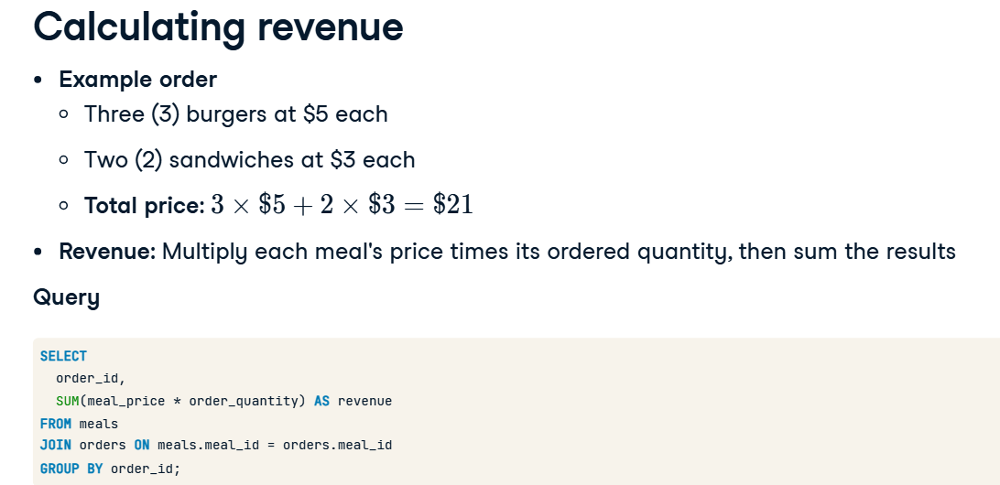 Calculating revenue
• Example order
○ Three (3) burgers at $5 each
○ Two (2) sandwiches at $3 each
○ Total price: 3 × $5 + 2 × $3 = $21
• Revenue: Multiply each meal's price times its ordered quantity, then sum the results
Query
SELECT
  order_id,
  SUM(meal_price * order_quantity) AS revenue
FROM meals
JOIN orders ON meals.meal_id = orders.meal_id
GROUP BY order_id;